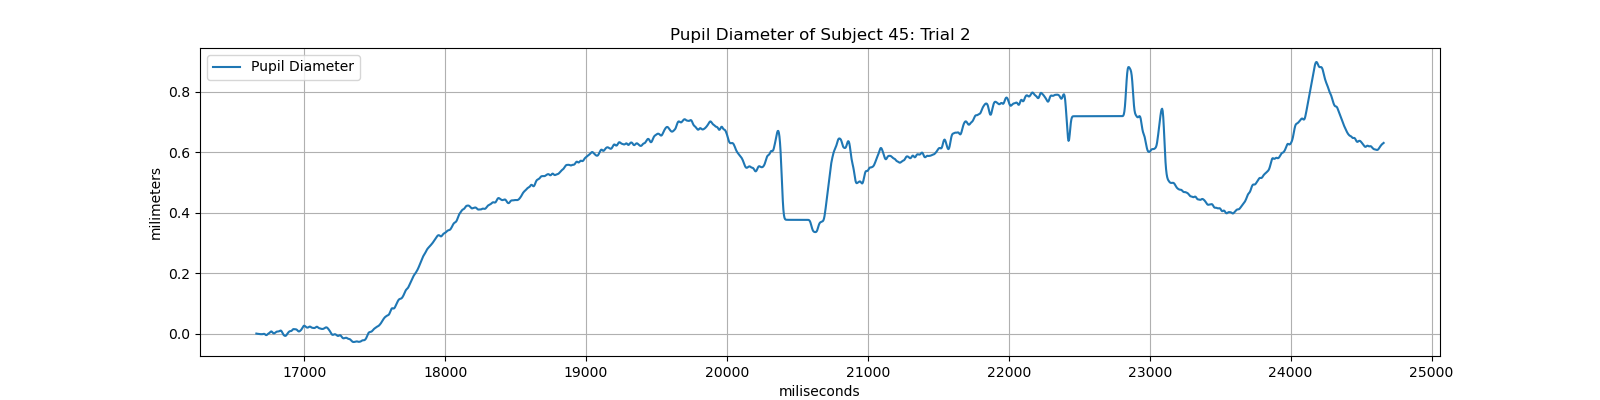 Pupil Diameter of Subject 45: Trial 2
Pupil Diameter
0.8
0.6
0.4
0.2
0.0
milimeters
17000 18000 19000 20000 21000 22000 23000 24000 25000
miliseconds